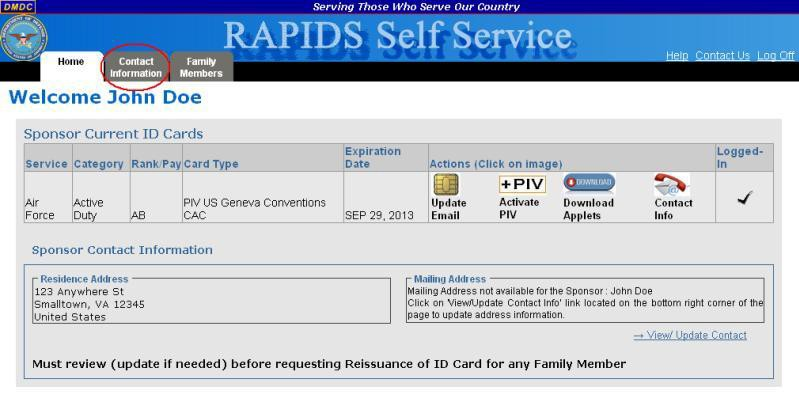 DMDC
Serving Those Who Serve Our Country
RAPIDS Self Service
Help Contact Us Log Off
Home
Contact Information
Family Members
Welcome John Doe
Sponsor Current ID Cards
Service Category Rank/Pay Card Type Expiration Date Actions (Click on image) Logged-In
Air Force Active Duty AB PIV US Geneva Conventions CAC SEP 29, 2013
Update Email
+PIV
Activate PIV
DOWNLOAD
Download Applets
Contact Info
Sponsor Contact Information
Residence Address
123 Anywhere St
Smalltown, VA 12345
United States
Mailing Address
Mailing Address not available for the Sponsor : John Doe
Click on 'View/Update Contact Info' link located on the bottom right corner of the
page to update address information.
→ View/ Update Contact
Must review (update if needed) before requesting Reissuance of ID Card for any Family Member